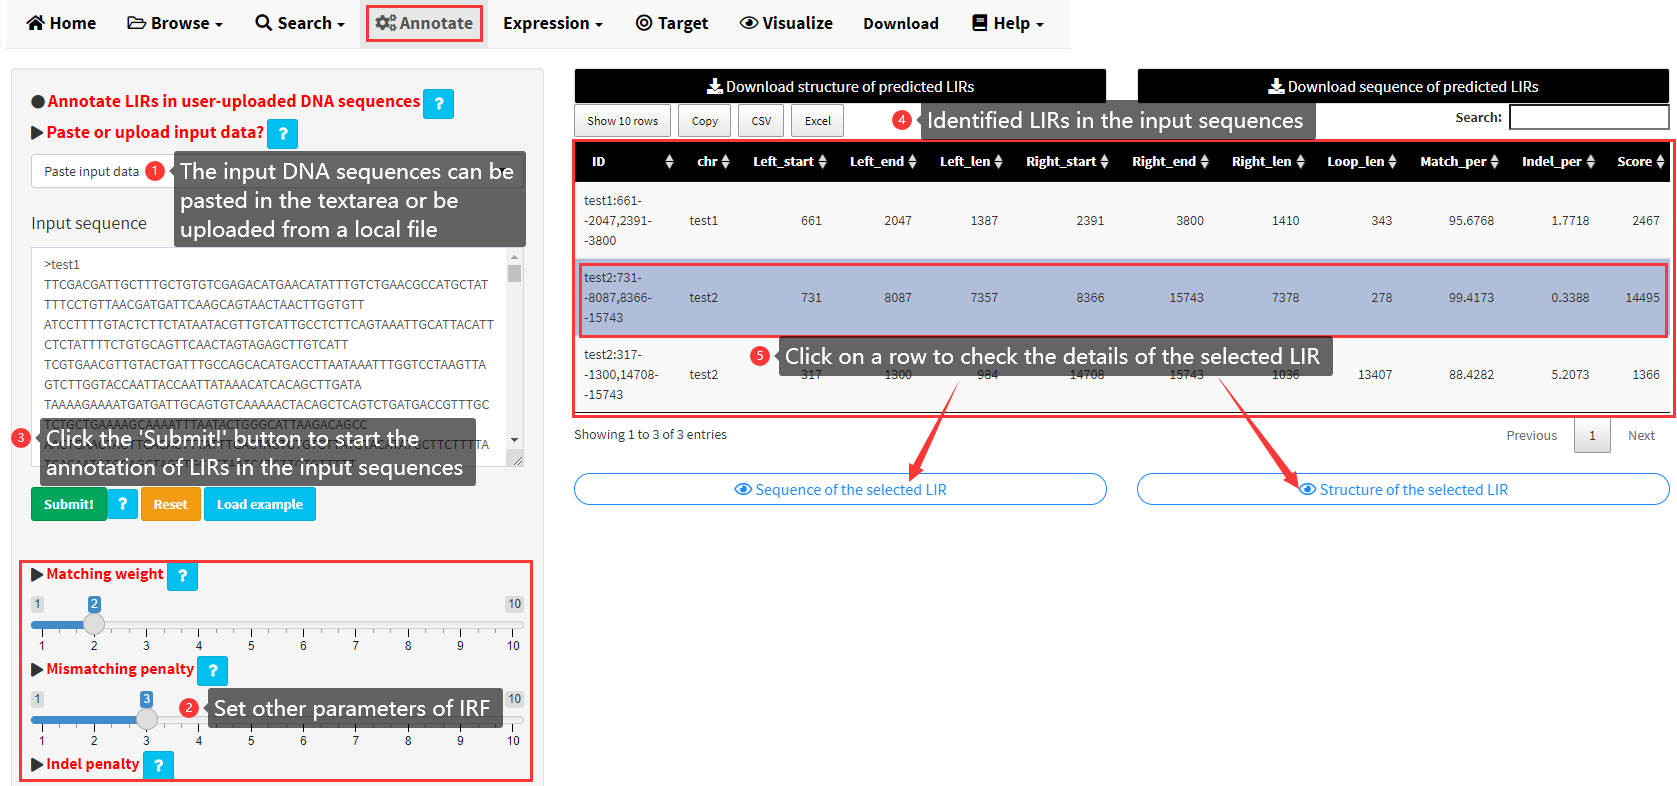 Home Browse Search Annotate Expression Target Visualize Download Help
Annotate LIRs in user-uploaded DNA sequences ?
Paste or upload input data? ?
Paste input data
1 The input DNA sequences can be
pasted in the textarea or be
uploaded from a local file
Input sequence
>test1
TTCGACGATTGCTTTGCTGTGTCGAGACATGAACATATTTGTCTGAACGCCATGCTAT
TTTCCTGTTAACGATGATTCAAGCAGTAACTAACTTGGTGTT
ATCCTTTTGTACTCTTCTATAATACGTTGTCATTGCCTCTTCAGTAAATTGCATTACATT
CTCTATTTTCTGTGCAGTTCAACTAGTAGAGCTTGTCATT
TCGTGAACGTTGTACTGATTTGCCAGCACATGACCTTAATAAATTTGGTCCTAAGTTA
GTCTTGGTACCAATTACCAATTATAAACATCACAGCTTGATA
TAAAAGAAAATGATGATTGCAGTGTCAAAAACTACAGCTCAGTCTGATGACCGTTTGC
TCTGCTGAAAAGCAAAATTTAATACTGGGCATTAAGACAGCC
3 Click the 'Submit!' button to start the
annotation of LIRs in the input sequences
Submit! ? Reset Load example
Matching weight ?
1 2 10
1 2 3 4 5 6 7 8 9 10
Mismatching penalty ?
1 3 10
2 Set other parameters of IRF
1 2 3 4 5 6 7 8 9 10
Indel penalty ?
Download structure of predicted LIRs Download sequence of predicted LIRs
Show 10 rows Copy CSV Excel
4 Identified LIRs in the input sequences
Search:
ID chr Left_start Left_end Left_len Right_start Right_end Right_len Loop_len Match_per Indel_per Score
test1:661-
-2047,2391- test1 661 2047 1387 2391 3800 1410 343 95.6768 1.7718 2467
-3800
test2:731-
-8087,8366- test2 731 8087 7357 8366 15743 7378 278 99.4173 0.3388 14495
-15743
5 Click on a row to check the details of the selected LIR
test2:317-
-1300,14708- test2 317 1300 984 14708 15743 1036 13407 88.4282 5.2073 1366
-15743
Showing 1 to 3 of 3 entries
Previous 1 Next
Sequence of the selected LIR Structure of the selected LIR